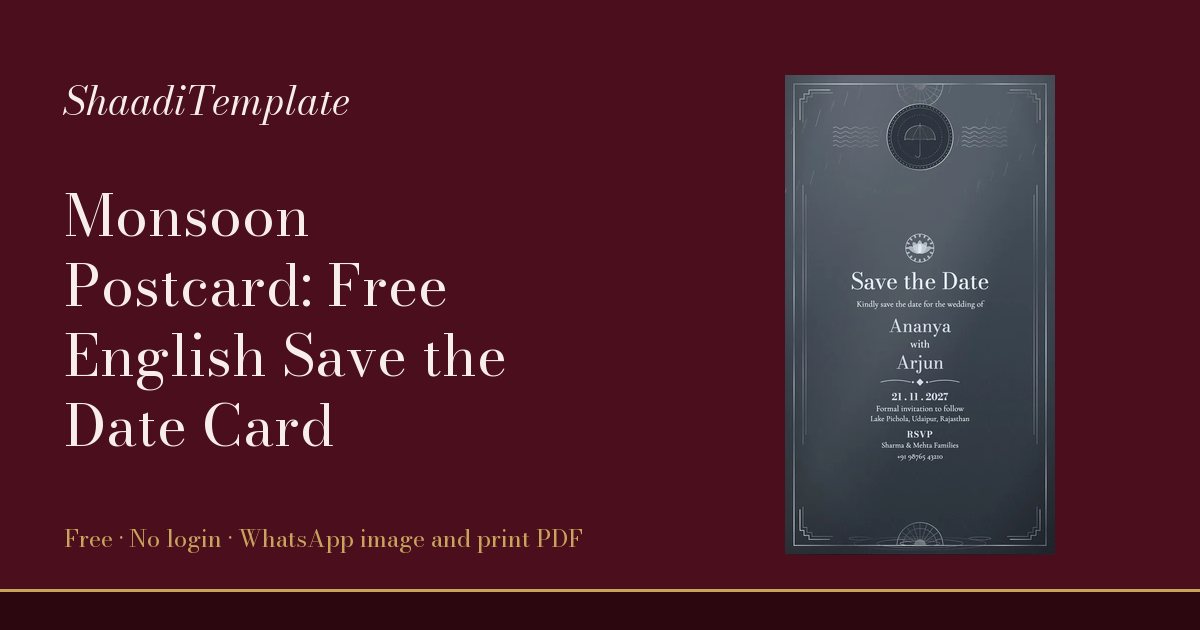 ShaadiTemplate
Monsoon
Postcard: Free
English Save the
Date Card
Free · No login · WhatsApp image and print PDF
Save the Date
Kindly save the date for the wedding of
Ananya
with
Arjun
21 . 11 . 2027
Formal invitation to follow
Lake Pichola, Udaipur, Rajasthan
RSVP
Sharma & Mehta Families
+91 98765 43210